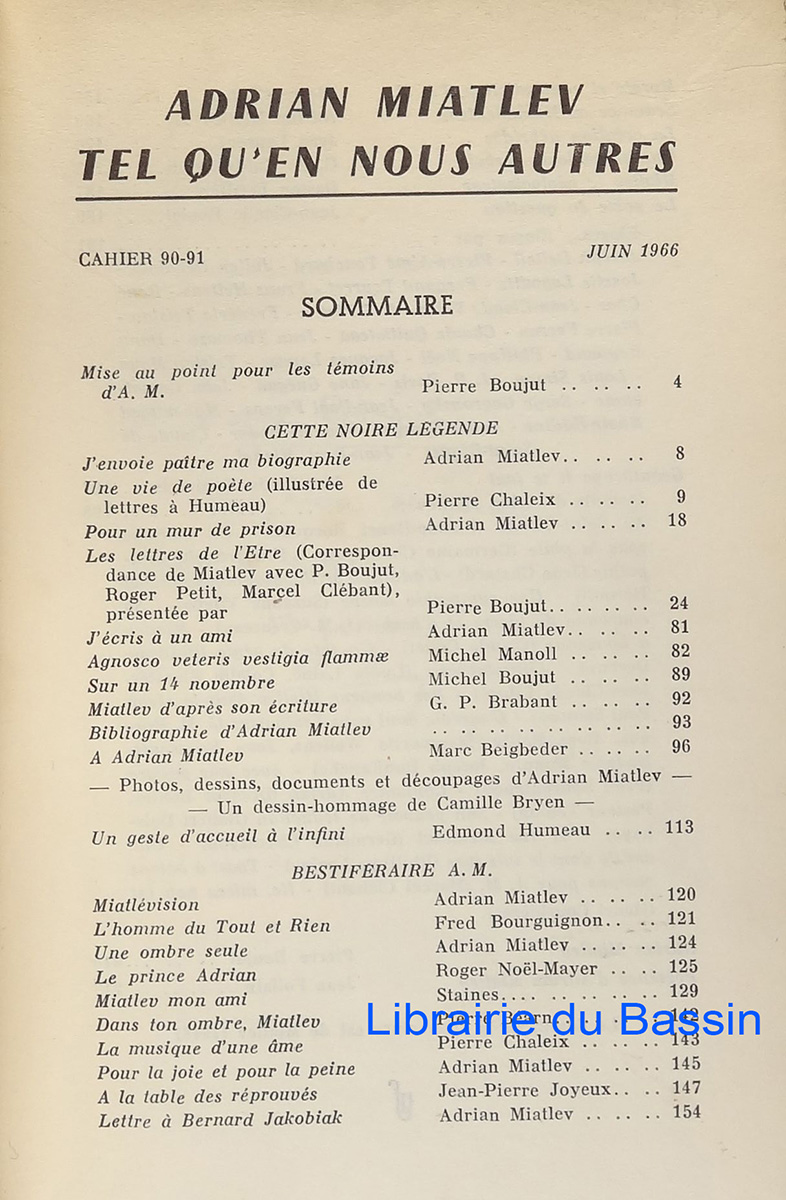 ADRIAN MIATLEV
TEL QU'EN NOUS AUTRES
CAHIER 90-91 JUIN 1966
SOMMAIRE
Mise au point pour les témoins
d'A. M. Pierre Boujut .. .. .. 4
CETTE NOIRE LÉGENDE
J'envoie paître ma biographie Adrian Miatlev.. .. .. 8
Une vie de poète (illustrée de
lettres à Humeau) Pierre Chaleix .. .. .. 9
Pour un mur de prison Adrian Miatlev .. .. .. 18
Les lettres de l'Etre (Correspon-
dance de Miatlev avec P. Boujut,
Roger Petit, Marcel Clébant),
présentée par Pierre Boujut.. .. .. .. 24
J'écris à un ami Adrian Miatlev.. .. .. 81
Agnosco veteris vestigia flammæ Michel Manoll .. .. .. 82
Sur un 14 novembre Michel Boujut .. .. .. 89
Miatlev d'après son écriture G. P. Brabant .. .. .. 92
Bibliographie d'Adrian Miatlev .. .. .. .. .. .. .. 93
A Adrian Miatlev Marc Beigbeder .. .. .. 96
— Photos, dessins, documents et découpages d'Adrian Miatlev —
— Un dessin-hommage de Camille Bryen —
Un geste d'accueil à l'infini Edmond Humeau .. .. 113
BESTIFÉRAIRE A. M.
Miatlévision Adrian Miatlev .. .. .. 120
L'homme du Tout et Rien Fred Bourguignon.. .. 121
Une ombre seule Adrian Miatlev .. .. .. 124
Le prince Adrian Roger Noël-Mayer .. .. 125
Miatlev mon ami Staines.. .. .. .. .. .. 129
Dans ton ombre, Miatlev Pierre 142
Librairie du Bassin
La musique d'une âme Pierre Chaleix .. .. .. 143
Pour la joie et pour la peine Adrian Miatlev .. .. .. 145
A la table des réprouvés Jean-Pierre Joyeux.. .. 147
Lettre à Bernard Jakobiak Adrian Miatlev .. .. .. 154